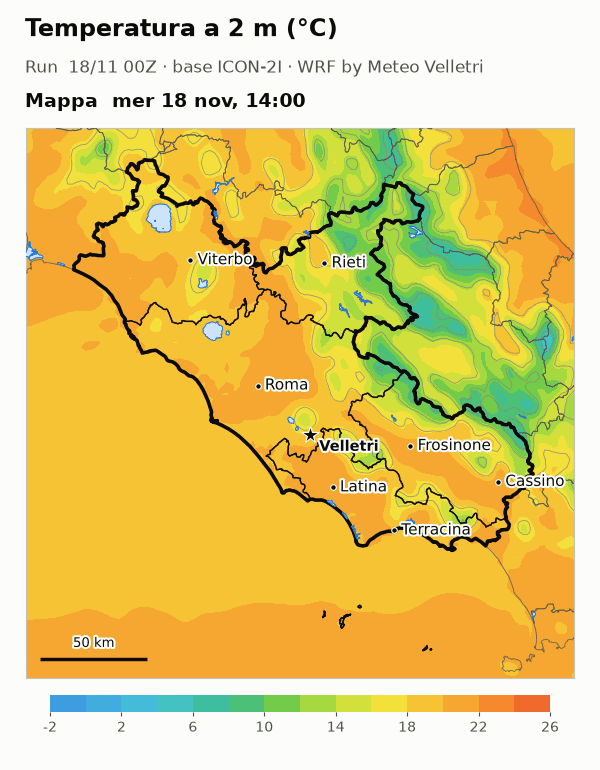 Temperatura a 2 m (°C)
Run  18/11 00Z · base ICON-2I · WRF by Meteo Velletri
Mappa  mer 18 nov, 14:00
Viterbo
Rieti
Roma
Velletri
Frosinone
Latina
Cassino
Terracina
50 km
-2 2 6 10 14 18 22 26